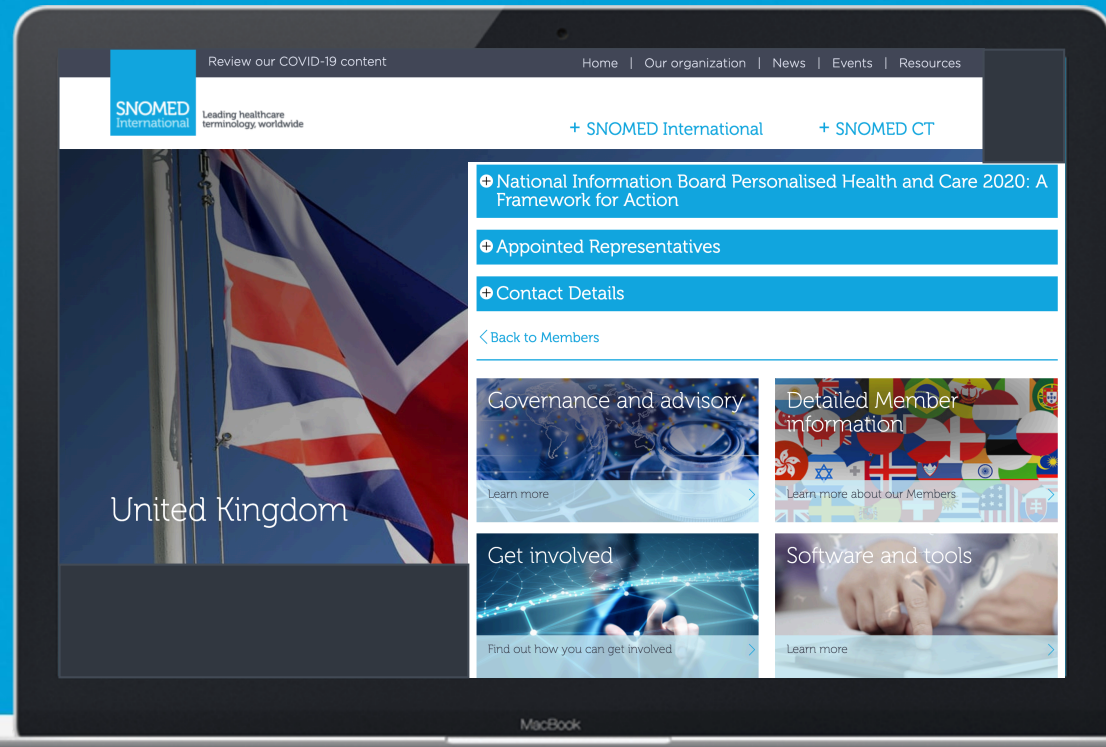 Review our COVID-19 content
Home | Our organization | News | Events | Resources
SNOMED
International
Leading healthcare
terminology, worldwide
+ SNOMED International + SNOMED CT
National Information Board Personalised Health and Care 2020: A
Framework for Action
Appointed Representatives
Contact Details
Back to Members
United Kingdom
Governance and advisory
Learn more
Detailed Member
information
Learn more about our Members
Get involved
Find out how you can get involved
Software and tools
Learn more
MacBook